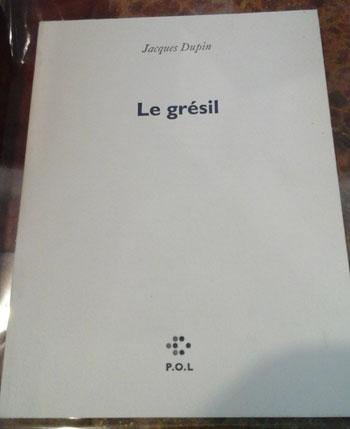 Jacques Dupin
Le grésil
P.O.L